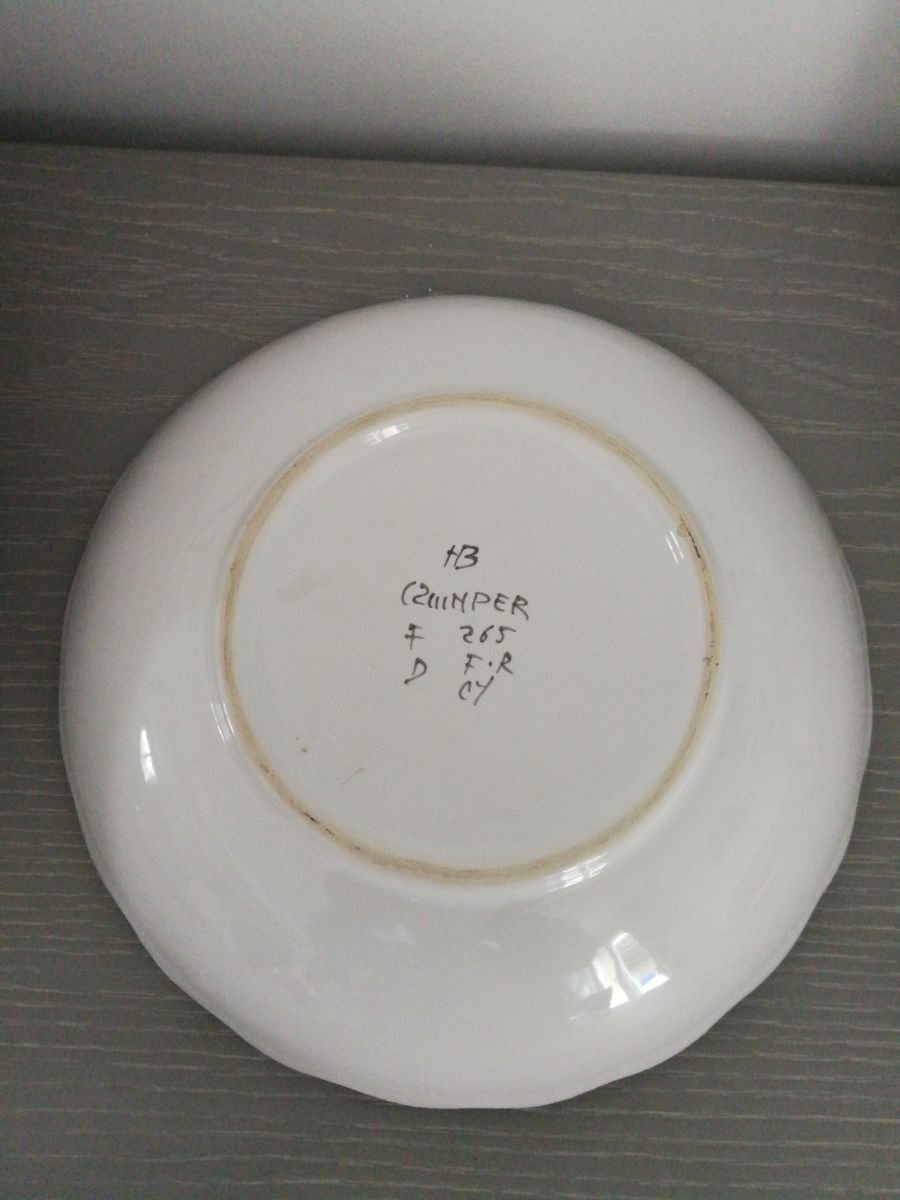 HB
QUIMPER
F 265
D F.R
CY